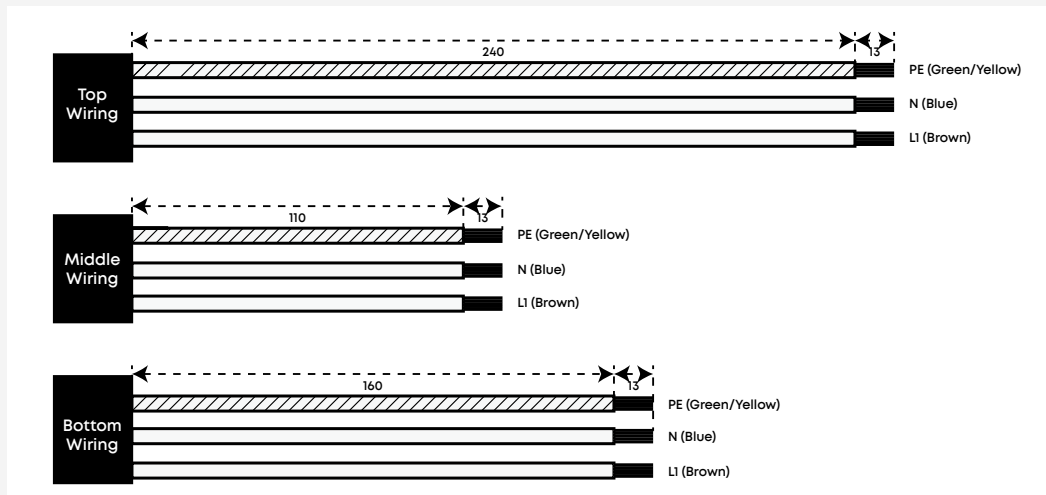 240
13
Top
Wiring
PE (Green/Yellow)
N (Blue)
L1 (Brown)
110
13
Middle
Wiring
PE (Green/Yellow)
N (Blue)
L1 (Brown)
160
13
Bottom
Wiring
PE (Green/Yellow)
N (Blue)
L1 (Brown)